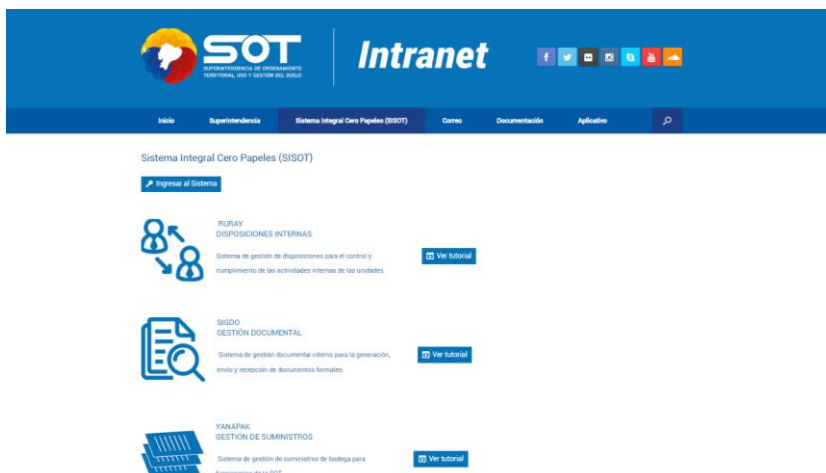 SOT
SUPERINTENDENCIA DE ORDENAMIENTO
TERRITORIAL, USO Y GESTIÓN DEL SUELO
Intranet
Inicio Superintendencia Sistema Integral Cero Papeles (SISOT) Correo Documentación Aplicativo
Sistema Integral Cero Papeles (SISOT)
Ingresar al Sistema
RURAY
DISPOSICIONES INTERNAS
Sistema de gestión de disposiciones para el control y
cumplimiento de las actividades internas de las unidades.
Ver tutorial
SIGDO
GESTIÓN DOCUMENTAL
Sistema de gestión documental interno para la generación,
envío y recepción de documentos formales.
Ver tutorial
YANAPAK
GESTIÓN DE SUMINISTROS
Sistema de gestión de suministros de bodega para
Ver tutorial